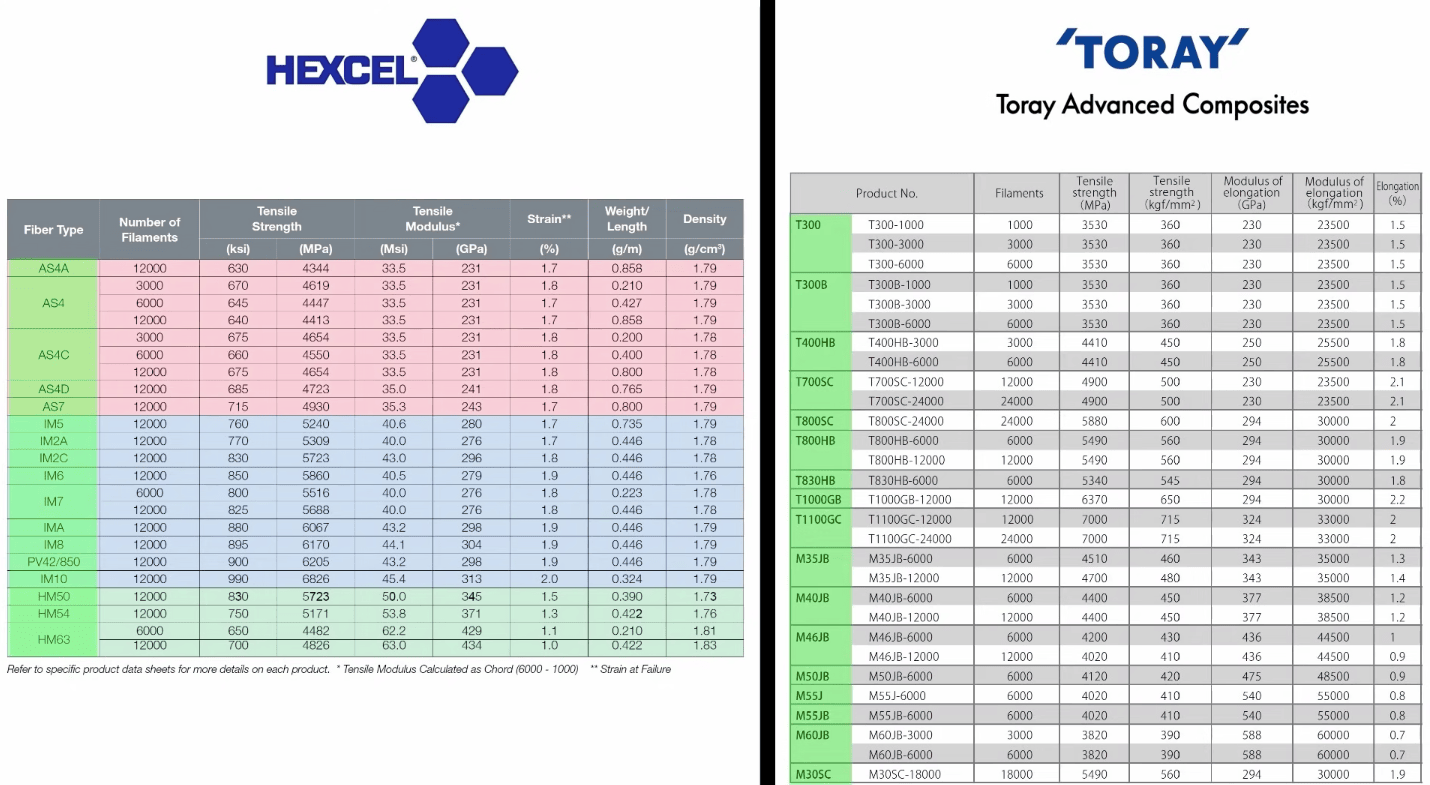 HEXCEL®
Fiber Type Number of Filaments Tensile Strength Tensile Modulus* Strain** Weight/Length Density
(ksi) (MPa) (Msi) (GPa) (%) (g/m) (g/cm³)
AS4A 12000 630 4344 33.5 231 1.7 0.858 1.79
AS4 3000 670 4619 33.5 231 1.8 0.210 1.79
6000 645 4447 33.5 231 1.7 0.427 1.79
12000 640 4413 33.5 231 1.7 0.858 1.79
AS4C 3000 675 4654 33.5 231 1.8 0.200 1.78
6000 660 4550 33.5 231 1.8 0.400 1.78
12000 675 4654 33.5 231 1.8 0.800 1.78
AS4D 12000 685 4723 35.0 241 1.8 0.765 1.79
AS7 12000 715 4930 35.3 243 1.7 0.800 1.79
IM5 12000 760 5240 40.6 280 1.7 0.735 1.79
IM2A 12000 770 5309 40.0 276 1.7 0.446 1.78
IM2C 12000 830 5723 43.0 296 1.8 0.446 1.78
IM6 12000 850 5860 40.5 279 1.9 0.446 1.76
IM7 6000 800 5516 40.0 276 1.8 0.223 1.78
12000 825 5688 40.0 276 1.8 0.446 1.78
IMA 12000 880 6067 43.2 298 1.9 0.446 1.79
IM8 12000 895 6170 44.1 304 1.9 0.446 1.79
PV42/850 12000 900 6205 43.2 298 1.9 0.446 1.79
IM10 12000 990 6826 45.4 313 2.0 0.324 1.79
HM50 12000 830 5723 50.0 345 1.5 0.390 1.73
HM54 12000 750 5171 53.8 371 1.3 0.422 1.76
HM63 6000 650 4482 62.2 429 1.1 0.210 1.81
12000 700 4826 63.0 434 1.0 0.422 1.83
Refer to specific product data sheets for more details on each product. * Tensile Modulus Calculated as Chord (6000 - 1000) ** Strain at Failure
'TORAY'
Toray Advanced Composites
Product No. Filaments Tensile strength (MPa) Tensile strength (kgf/mm²) Modulus of elongation (GPa) Modulus of elongation (kgf/mm²) Elongation (%)
T300 T300-1000 1000 3530 360 230 23500 1.5
T300-3000 3000 3530 360 230 23500 1.5
T300-6000 6000 3530 360 230 23500 1.5
T300B T300B-1000 1000 3530 360 230 23500 1.5
T300B-3000 3000 3530 360 230 23500 1.5
T300B-6000 6000 3530 360 230 23500 1.5
T400HB T400HB-3000 3000 4410 450 250 25500 1.8
T400HB-6000 6000 4410 450 250 25500 1.8
T700SC T700SC-12000 12000 4900 500 230 23500 2.1
T700SC-24000 24000 4900 500 230 23500 2.1
T800SC T800SC-24000 24000 5880 600 294 30000 2
T800HB T800HB-6000 6000 5490 560 294 30000 1.9
T800HB-12000 12000 5490 560 294 30000 1.9
T830HB T830HB-6000 6000 5340 545 294 30000 1.8
T1000GB T1000GB-12000 12000 6370 650 294 30000 2.2
T1100GC T1100GC-12000 12000 7000 715 324 33000 2
T1100GC-24000 24000 7000 715 324 33000 2
M35JB M35JB-6000 6000 4510 460 343 35000 1.3
M35JB-12000 12000 4700 480 343 35000 1.4
M40JB M40JB-6000 6000 4400 450 377 38500 1.2
M40JB-12000 12000 4400 450 377 38500 1.2
M46JB M46JB-6000 6000 4200 430 436 44500 1
M46JB-12000 12000 4020 410 436 44500 0.9
M50JB M50JB-6000 6000 4120 420 475 48500 0.9
M55J M55J-6000 6000 4020 410 540 55000 0.8
M55JB M55JB-6000 6000 4020 410 540 55000 0.8
M60JB M60JB-3000 3000 3820 390 588 60000 0.7
M60JB-6000 6000 3820 390 588 60000 0.7
M30SC M30SC-18000 18000 5490 560 294 30000 1.9